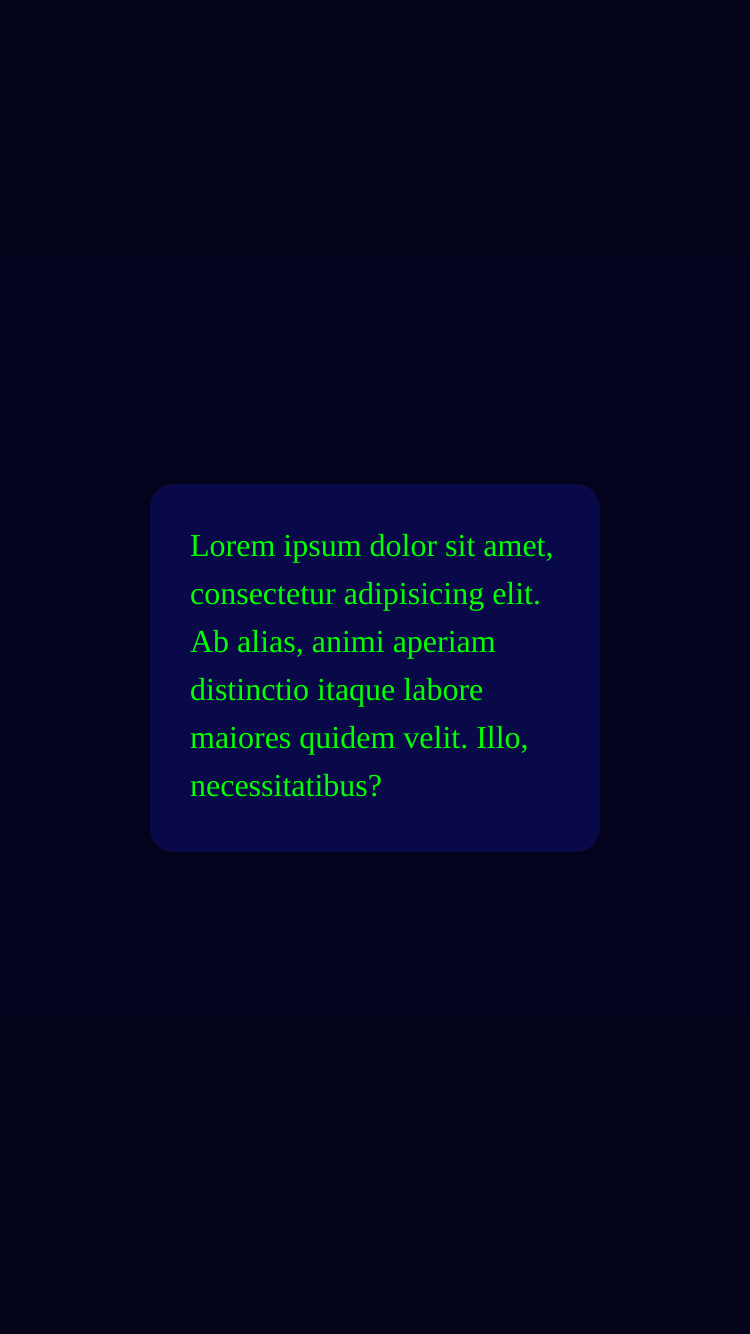 Lorem ipsum dolor sit amet,
consectetur adipisicing elit.
Ab alias, animi aperiam
distinctio itaque labore
maiores quidem velit. Illo,
necessitatibus?